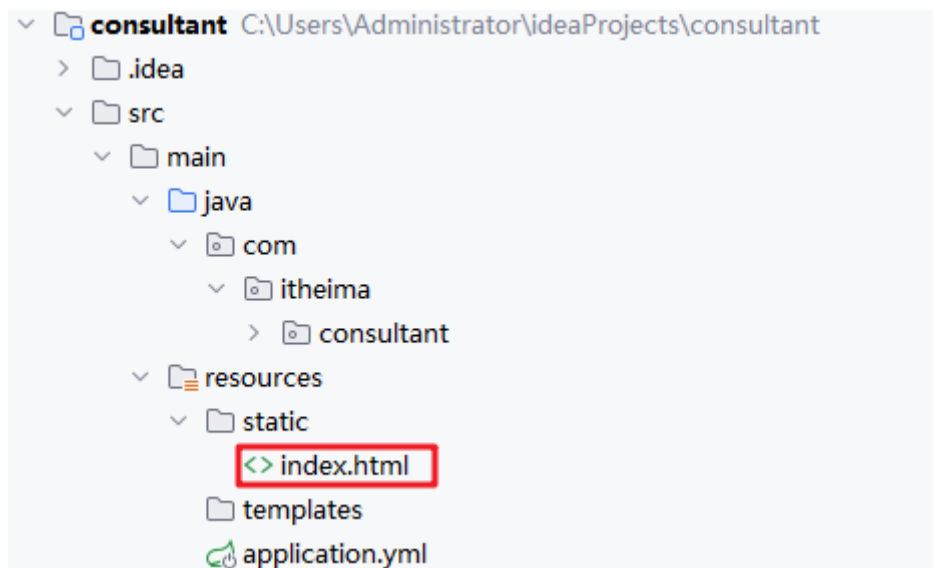 consultant C:\Users\Administrator\ideaProjects\consultant
.idea
src
main
java
com
itheima
consultant
resources
static
<> index.html
templates
application.yml